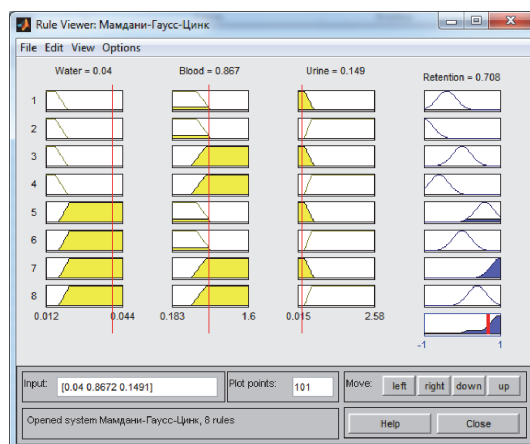 Rule Viewer: Мамдани-Гаусс-Цинк
File Edit View Options
Water = 0.04
Blood = 0.867
Urine = 0.149
Retention = 0.708
1
2
3
4
5
6
7
8
0.012 0.044
0.183 1.6
0.015 2.58
-1 1
Input: [0.04 0.8672 0.1491]
Plot points: 101
Move: left right down up
Opened system Мамдани-Гаусс-Цинк, 8 rules
Help Close